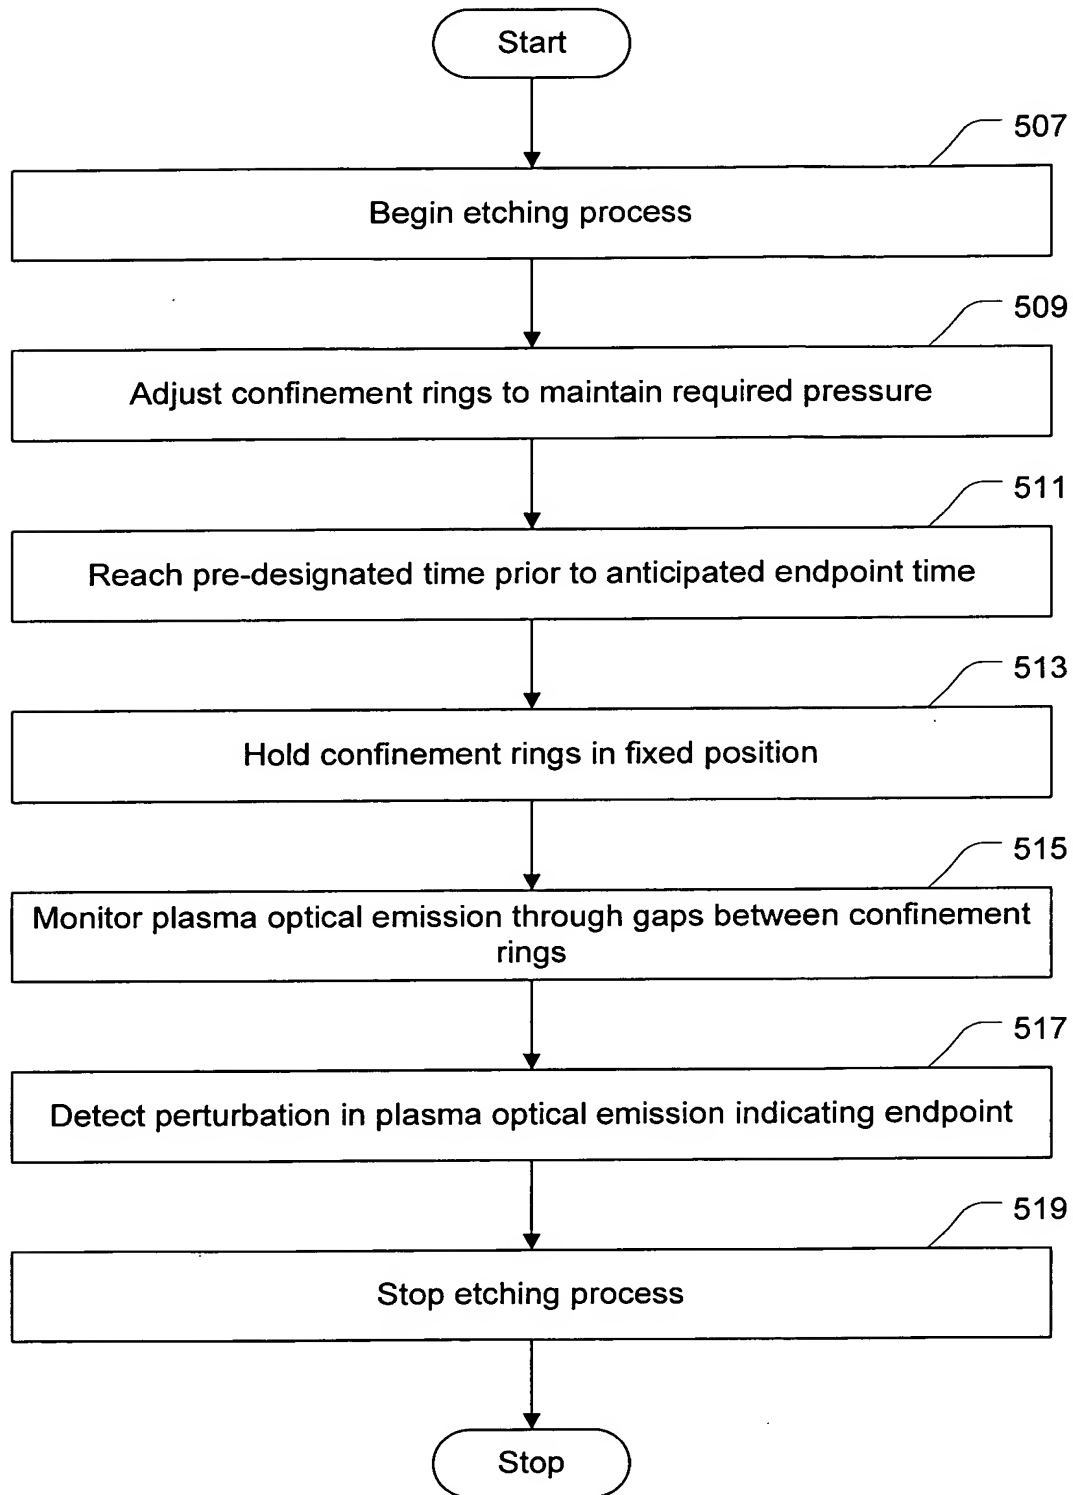 Start
507
Begin etching process
509
Adjust confinement rings to maintain required pressure
511
Reach pre-designated time prior to anticipated endpoint time
513
Hold confinement rings in fixed position
515
Monitor plasma optical emission through gaps between confinement
rings
517
Detect perturbation in plasma optical emission indicating endpoint
519
Stop etching process
Stop